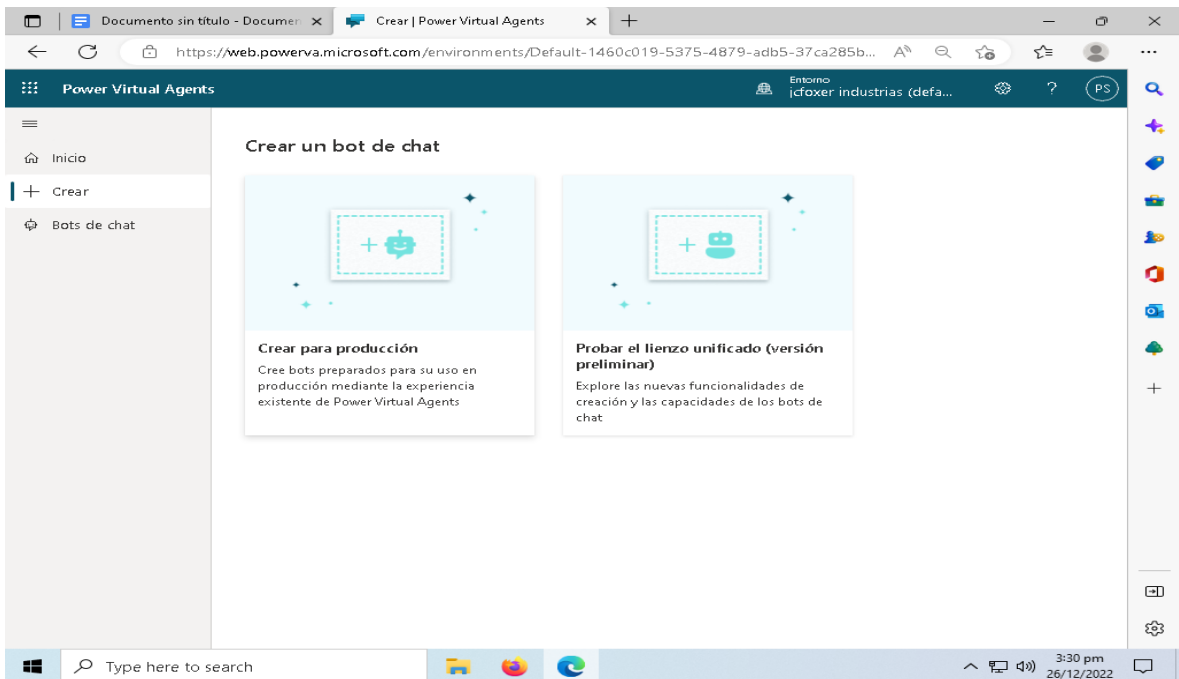 Documento sin título - Documen
Crear | Power Virtual Agents
https://web.powerva.microsoft.com/environments/Default-1460c019-5375-4879-adb5-37ca285b...
Power Virtual Agents
Entorno
jcfoxer industrias (defa...
?
PS
Inicio
Crear
Bots de chat
Crear un bot de chat
Crear para producción
Cree bots preparados para su uso en
producción mediante la experiencia
existente de Power Virtual Agents
Probar el lienzo unificado (versión
preliminar)
Explore las nuevas funcionalidades de
creación y las capacidades de los bots de
chat
Type here to search
3:30 pm
26/12/2022